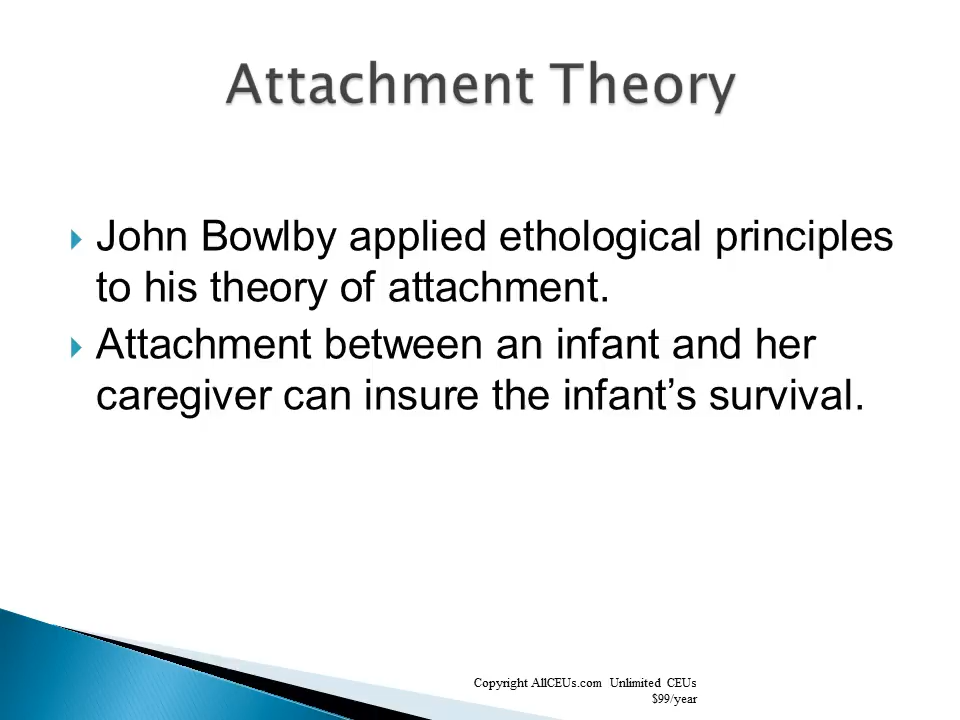 Attachment Theory
John Bowlby applied ethological principles
to his theory of attachment.
Attachment between an infant and her
caregiver can insure the infant’s survival.
Copyright AllCEUs.com Unlimited CEUs
$99/year